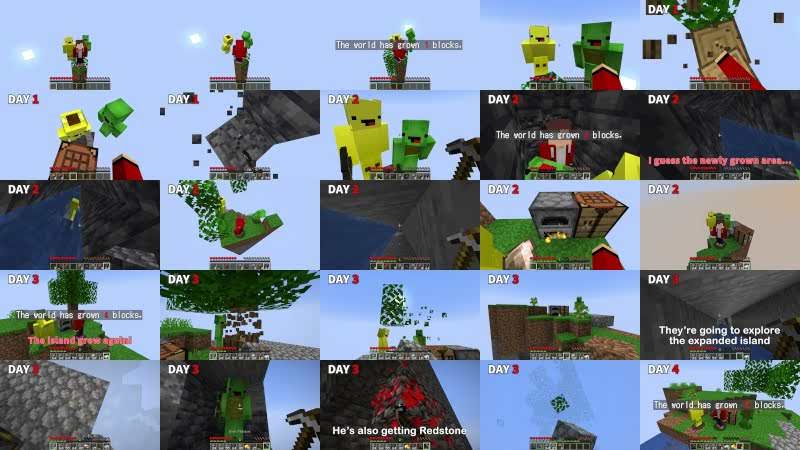 The world has grown blocks.
DAY 1
DAY 1
DAY 1
DAY 2
DAY 2
The world has grown blocks.
DAY 2
I guess the newly grown area...
DAY 2
DAY 2
DAY 2
DAY 3
The world has grown blocks.
The island grew again!
DAY 3
DAY 3
DAY 3
DAY 3
They're going to explore
the expanded island
DAY 3
DAY 3
DAY 3
He's also getting Redstone
DAY 3
DAY 4
The world has grown blocks.